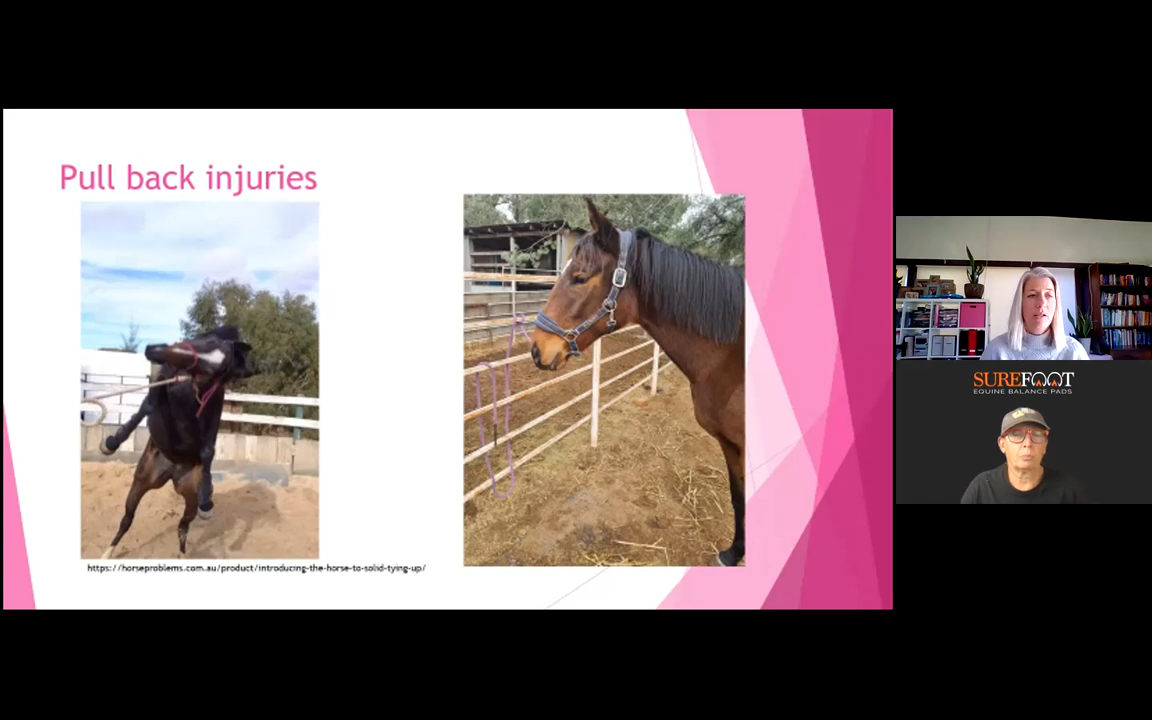 Pull back injuries
https://horseproblems.com.au/product/introducing-the-horse-to-solid-tying-up/
SUREFOOT
EQUINE BALANCE PADS